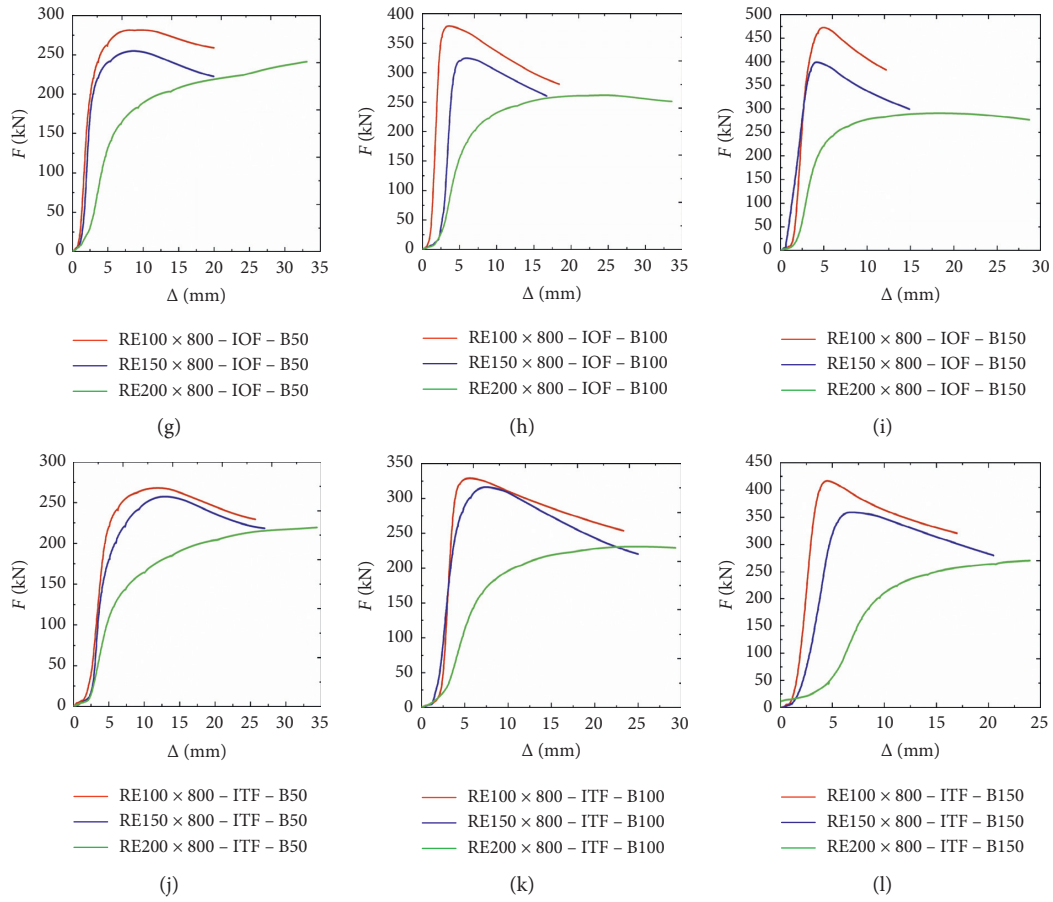 300
250
200
150
100
50
0
F (kN)
0 5 10 15 20 25 30 35
Δ (mm)
RE100 × 800 – IOF – B50
RE150 × 800 – IOF – B50
RE200 × 800 – IOF – B50
(g)
400
350
300
250
200
150
100
50
0
F (kN)
0 5 10 15 20 25 30 35
Δ (mm)
RE100 × 800 – IOF – B100
RE150 × 800 – IOF – B100
RE200 × 800 – IOF – B100
(h)
500
450
400
350
300
250
200
150
100
50
0
F (kN)
0 5 10 15 20 25 30
Δ (mm)
RE100 × 800 – IOF – B150
RE150 × 800 – IOF – B150
RE200 × 800 – IOF – B150
(i)
300
250
200
150
100
50
0
F (kN)
0 5 10 15 20 25 30 35
Δ (mm)
RE100 × 800 – ITF – B50
RE150 × 800 – ITF – B50
RE200 × 800 – ITF – B50
(j)
350
300
250
200
150
100
50
0
F (kN)
0 5 10 15 20 25 30
Δ (mm)
RE100 × 800 – ITF – B100
RE150 × 800 – ITF – B100
RE200 × 800 – ITF – B100
(k)
450
400
350
300
250
200
150
100
50
0
F (kN)
0 5 10 15 20 25
Δ (mm)
RE100 × 800 – ITF – B150
RE150 × 800 – ITF – B150
RE200 × 800 – ITF – B150
(l)